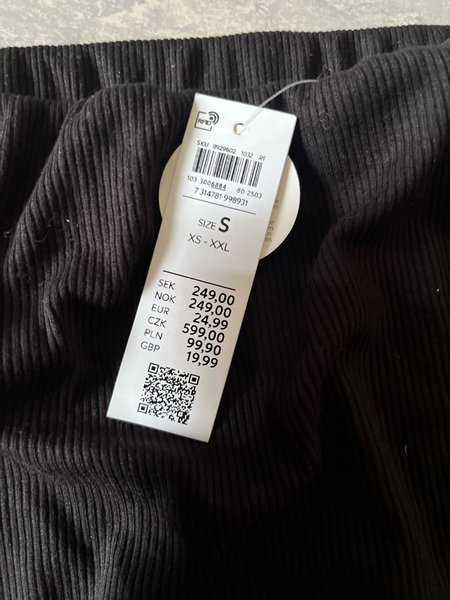 RFID
SKU 8929602 1032 RF
103 3006884 80 2503
7 314781 998931
SIZE S
XS - XXL
SEK 249,00
NOK 249,00
EUR 24,99
CZK 599,00
PLN 99,90
GBP 19,99